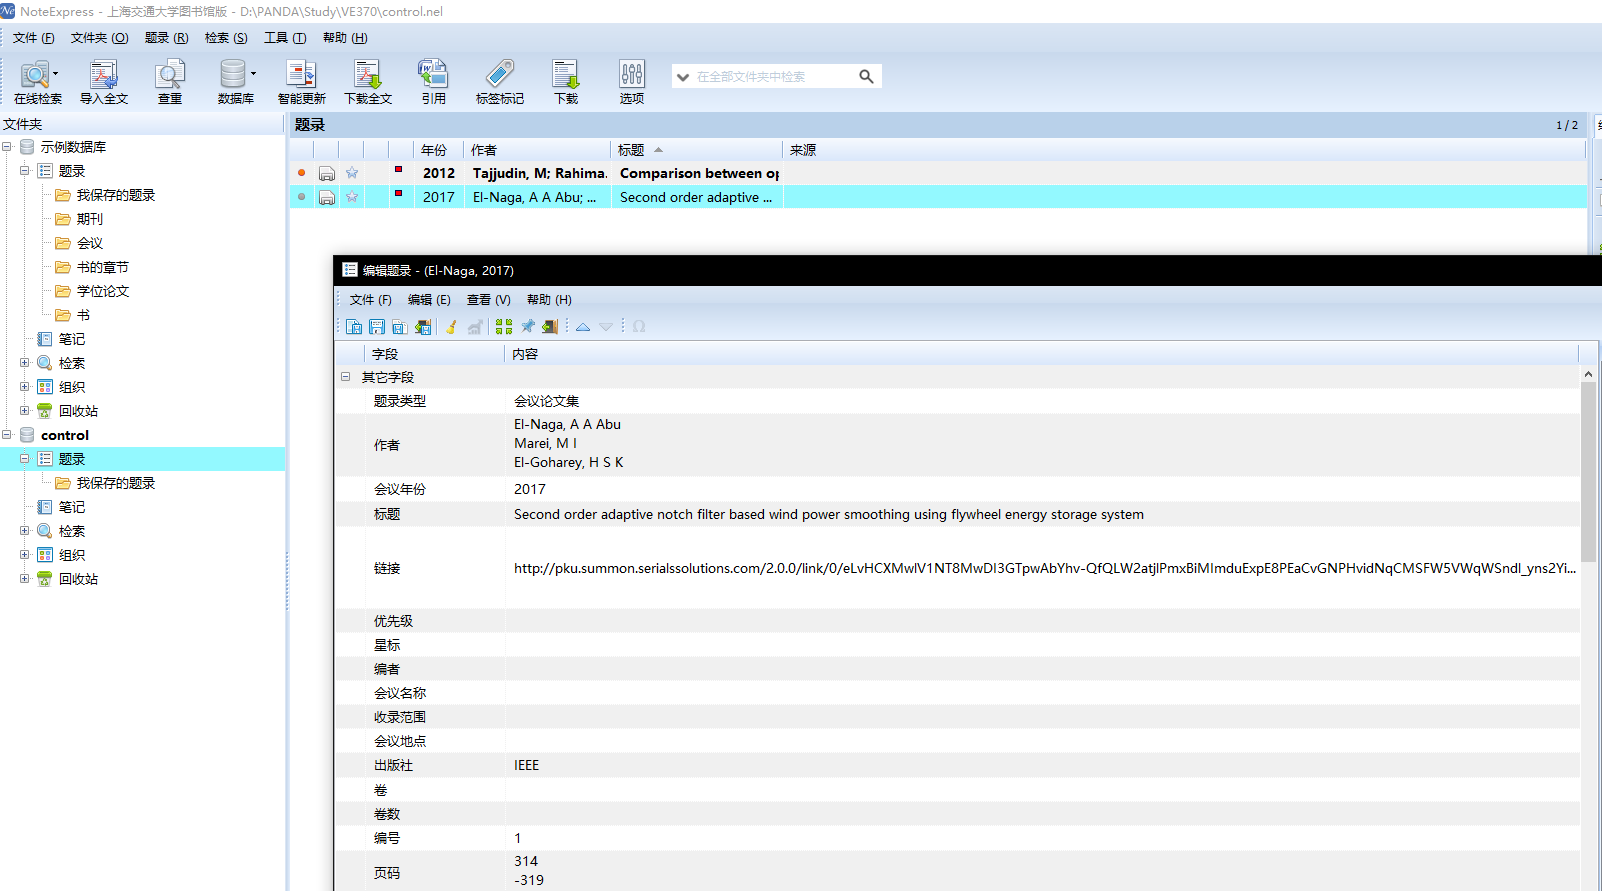 NoteExpress - 上海交通大学图书馆版 - D:\PANDA\Study\VE370\control.nel
文件 (F) 文件夹 (O) 题录 (R) 检索 (S) 工具 (T) 帮助 (H)
在线检索 导入全文 查重 数据库 智能更新 下载全文 引用 标签标记 下载 选项 在全部文件夹中检索
文件夹
示例数据库
题录
我保存的题录
期刊
会议
书的章节
学位论文
书
笔记
检索
组织
回收站
control
题录
我保存的题录
笔记
检索
组织
回收站
题录 1 / 2
年份 作者 标题 来源
2012 Tajjudin, M; Rahima. Comparison between op
2017 El-Naga, A A Abu; ... Second order adaptive ...
编辑题录 - (El-Naga, 2017)
文件 (F) 编辑 (E) 查看 (V) 帮助 (H)
字段 内容
其它字段
题录类型 会议论文集
作者 El-Naga, A A Abu
Marei, M I
El-Goharey, H S K
会议年份 2017
标题 Second order adaptive notch filter based wind power smoothing using flywheel energy storage system
链接 http://pku.summon.serialssolutions.com/2.0.0/link/0/eLvHCXMwlV1NT8MwDI3GTpwAbYhv-QfQLW2atjlPmxBiMImduExpE8PEaCvGNPHvidNqCMSFW5VWqWSndl_yns2Yi...
优先级
星标
编者
会议名称
收录范围
会议地点
出版社 IEEE
卷
卷数
编号 1
页码 314
-319